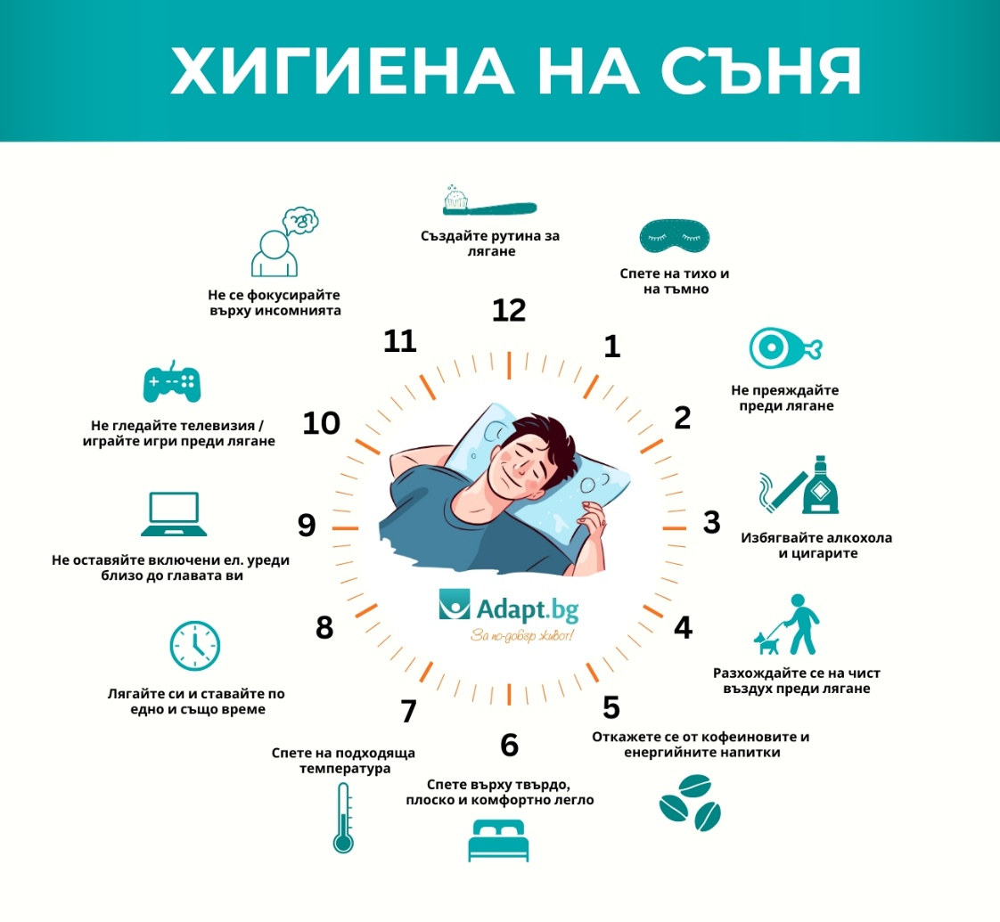 ХИГИЕНА НА СЪНЯ
Създайте рутина за
лягане
12
Спете на тихо и
на тъмно
1
Не преяждайте
преди лягане
2
Избягвайте алкохола
и цигарите
3
Разхождайте се на чист
въздух преди лягане
4
Откажете се от кофеиновите и
енергийните напитки
5
Спете върху твърдо,
плоско и комфортно легло
6
Спете на подходяща
температура
7
Лягайте си и ставайте по
едно и също време
8
Не оставяйте включени ел. уреди
близо до главата ви
9
Не гледайте телевизия /
играйте игри преди лягане
10
Не се фокусирайте
върху инсомнията
11
Adapt.bg
За по-добър живот!